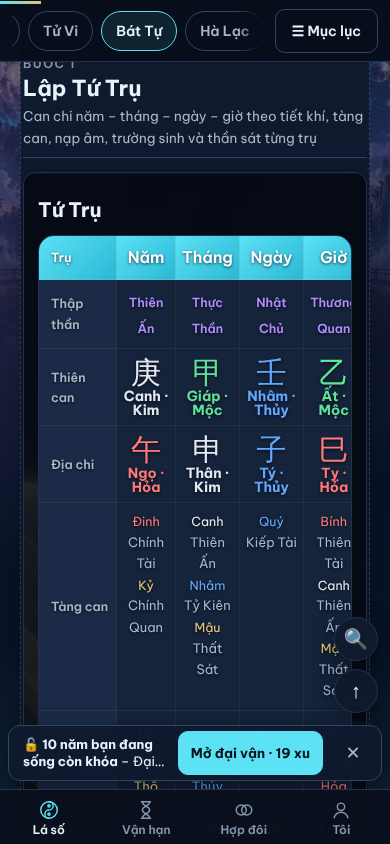 Tử Vi
Bát Tự
Hà Lạc
☰ Mục lục
BƯỚC 1
Lập Tứ Trụ
Can chi năm – tháng – ngày – giờ theo tiết khí, tàng
can, nạp âm, trường sinh và thần sát từng trụ
Tứ Trụ
Trụ Năm Tháng Ngày Giờ
Thập thần
Thiên Ấn
Thực Thần
Nhật Chủ
Thương Quan
Thiên can
庚 Canh · Kim
甲 Giáp · Mộc
壬 Nhâm · Thủy
乙 Ất · Mộc
Địa chi
午 Ngọ · Hỏa
申 Thân · Kim
子 Tý · Thủy
巳 Tỵ · Hỏa
Tàng can
Đinh
Chính Tài
Kỷ
Chính Quan
Canh
Thiên Ấn
Nhâm
Tỷ Kiên
Mậu
Thất Sát
Quý
Kiếp Tài
Bính
Thiên Tài
Canh
Thiên
Thất
🔍
↑
🔓 10 năm bạn đang
sống còn khóa – Đại...
Mở đại vận · 19 xu
✕
Thổ
Thủy
Hỏa
Lá số
Vận hạn
Hợp đôi
Tôi